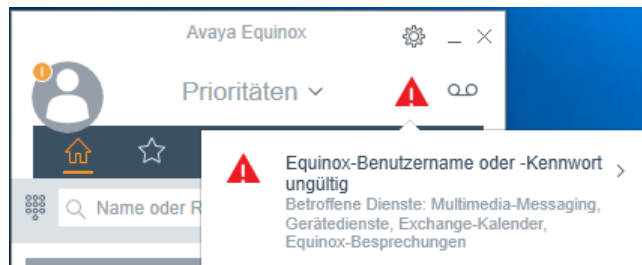 Avaya Equinox
Prioritäten
Equinox-Benutzername oder -Kennwort
ungültig
Betroffene Dienste: Multimedia-Messaging,
Gerätedienste, Exchange-Kalender,
Equinox-Besprechungen
Name oder R